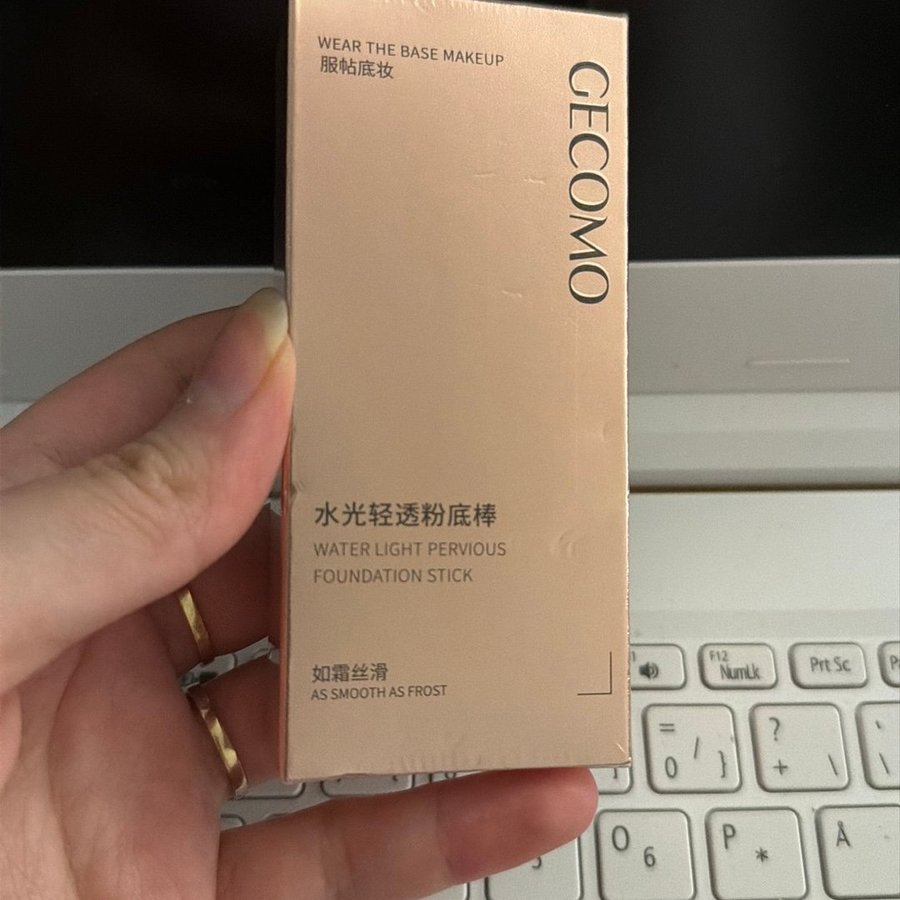 WEAR THE BASE MAKEUP
服帖底妆
GECOMO
水光轻透粉底棒
WATER LIGHT PERVIOUS
FOUNDATION STICK
如霜丝滑
AS SMOOTH AS FROST
F12
NumLk
Prt Sc
=
/
0
}
?
+
\
O
6
P
*
Å